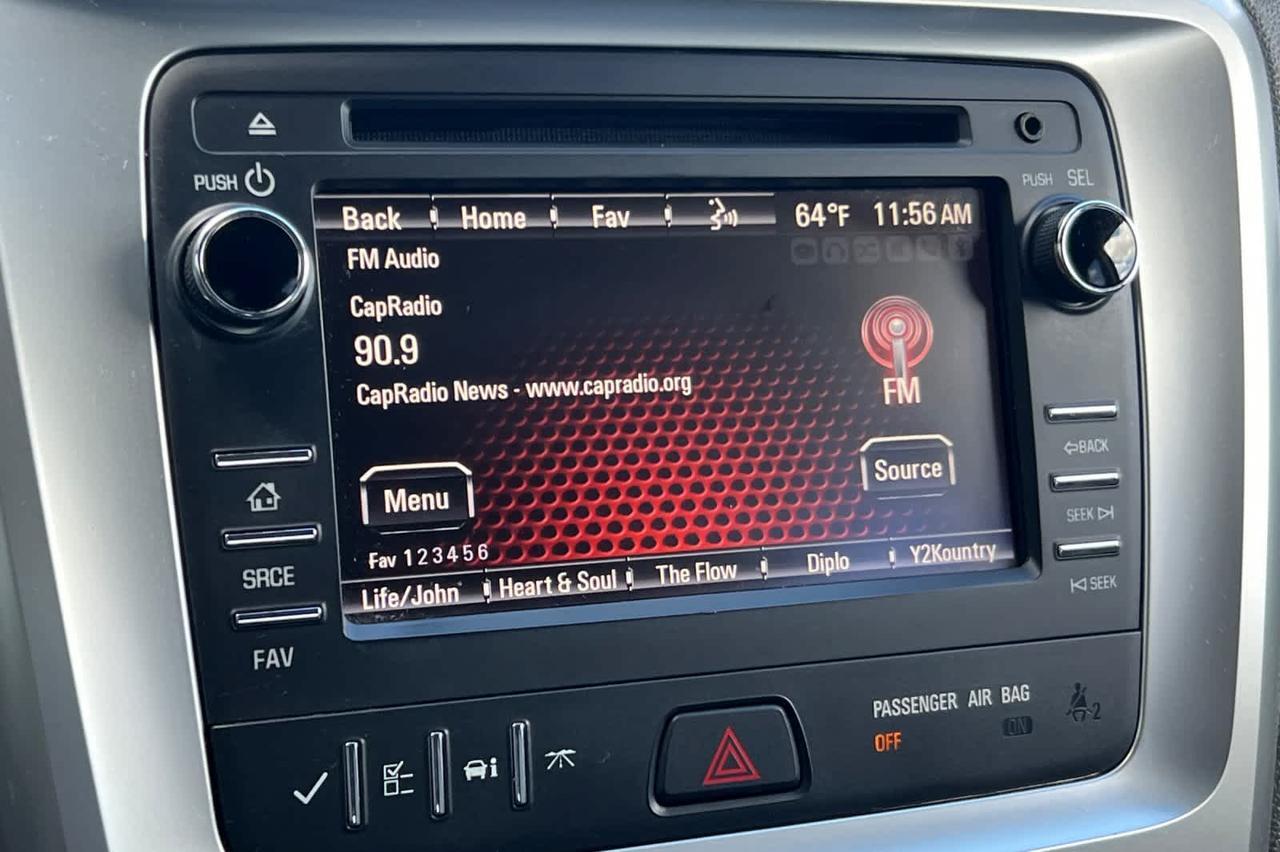 PUSH
PUSH SEL
Back Home Fav 64°F 11:56 AM
FM Audio
CapRadio
90.9
CapRadio News - www.capradio.org
FM
Menu
Source
Fav 1 2 3 4 5 6
Life/John Heart & Soul The Flow Diplo Y2Kountry
SRCE
FAV
BACK
SEEK
SEEK
PASSENGER AIR BAG
OFF ON
2
i